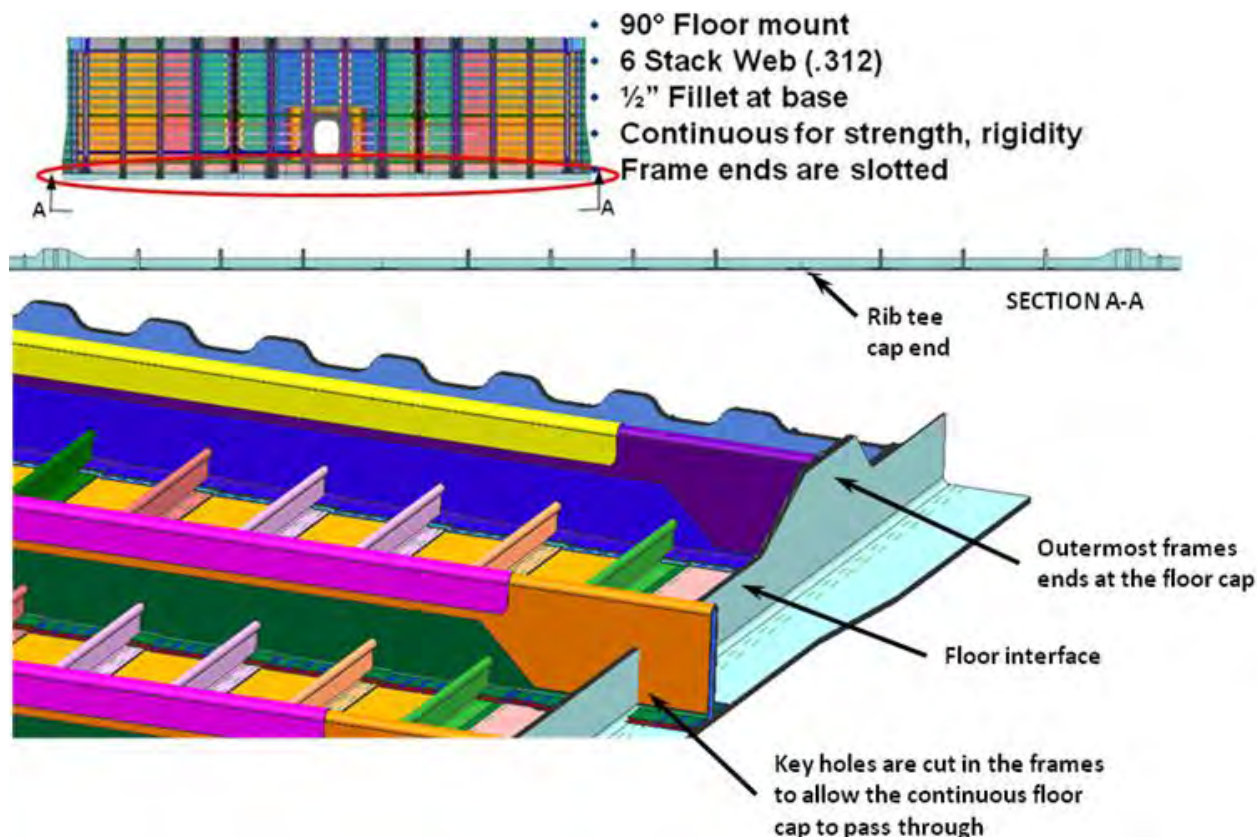 • 90° Floor mount
• 6 Stack Web (.312)
• ½” Fillet at base
• Continuous for strength, rigidity
Frame ends are slotted
A
A
Rib tee
cap end
SECTION A-A
Outermost frames
ends at the floor cap
Floor interface
Key holes are cut in the frames
to allow the continuous floor
cap to pass through